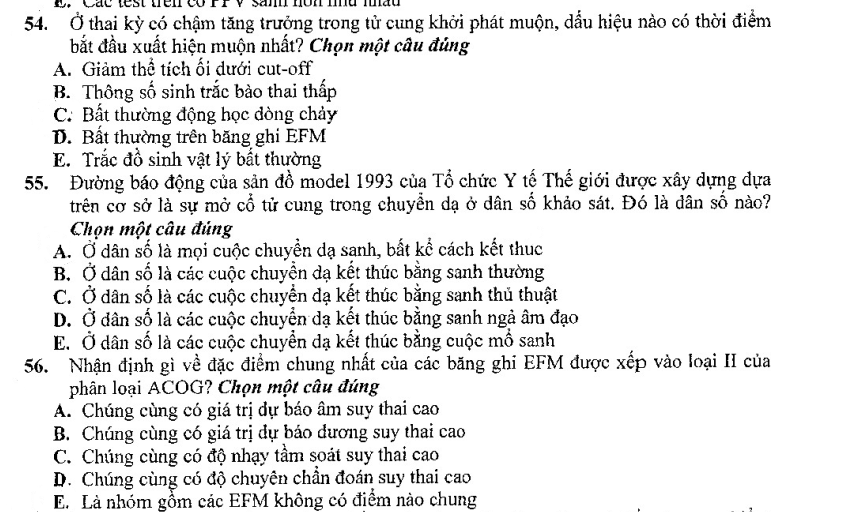 E. Các test trên có PPV sanh non như nhau
54. Ở thai kỳ có chậm tăng trưởng trong tử cung khởi phát muộn, dấu hiệu nào có thời điểm
bắt đầu xuất hiện muộn nhất? Chọn một câu đúng
A. Giảm thể tích ối dưới cut-off
B. Thông số sinh trắc bào thai thấp
C. Bất thường động học dòng chảy
D. Bất thường trên băng ghi EFM
E. Trắc đồ sinh vật lý bất thường
55. Đường báo động của sản đồ model 1993 của Tổ chức Y tế Thế giới được xây dựng dựa
trên cơ sở là sự mở cổ tử cung trong chuyển dạ ở dân số khảo sát. Đó là dân số nào?
Chọn một câu đúng
A. Ở dân số là mọi cuộc chuyển dạ sanh, bất kể cách kết thuc
B. Ở dân số là các cuộc chuyển dạ kết thúc bằng sanh thường
C. Ở dân số là các cuộc chuyển dạ kết thúc bằng sanh thủ thuật
D. Ở dân số là các cuộc chuyển dạ kết thúc bằng sanh ngả âm đạo
E. Ở dân số là các cuộc chuyển dạ kết thúc bằng cuộc mổ sanh
56. Nhận định gì về đặc điểm chung nhất của các băng ghi EFM được xếp vào loại II của
phân loại ACOG? Chọn một câu đúng
A. Chúng cùng có giá trị dự báo âm suy thai cao
B. Chúng cùng có giá trị dự báo dương suy thai cao
C. Chúng cùng có độ nhạy tầm soát suy thai cao
D. Chúng cùng có độ chuyên chẩn đoán suy thai cao
E. Là nhóm gồm các EFM không có điểm nào chung